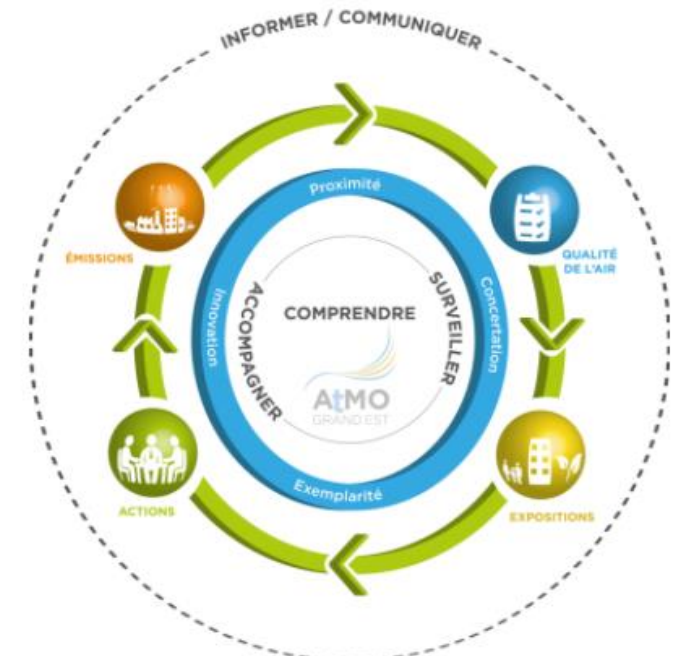 INFORMER / COMMUNIQUER
Proximité
ÉMISSIONS
QUALITÉ
DE L'AIR
Innovation
ACCOMPAGNER
COMPRENDRE
SURVEILLER
Concertation
AtMO
GRAND EST
Exemplarité
ACTIONS
EXPOSITIONS